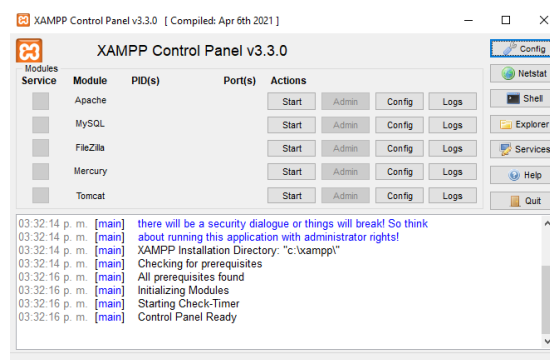 XAMPP Control Panel v3.3.0 [ Compiled: Apr 6th 2021 ]
XAMPP Control Panel v3.3.0
Config
Modules
Service Module PID(s) Port(s) Actions
Netstat
Apache Start Admin Config Logs
Shell
MySQL Start Admin Config Logs
Explorer
FileZilla Start Admin Config Logs
Services
Mercury Start Admin Config Logs
Help
Tomcat Start Admin Config Logs
Quit
03:32:14 p. m. [main] there will be a security dialogue or things will break! So think
03:32:14 p. m. [main] about running this application with administrator rights!
03:32:14 p. m. [main] XAMPP Installation Directory: "c:\xampp\"
03:32:14 p. m. [main] Checking for prerequisites
03:32:16 p. m. [main] All prerequisites found
03:32:16 p. m. [main] Initializing Modules
03:32:16 p. m. [main] Starting Check-Timer
03:32:16 p. m. [main] Control Panel Ready